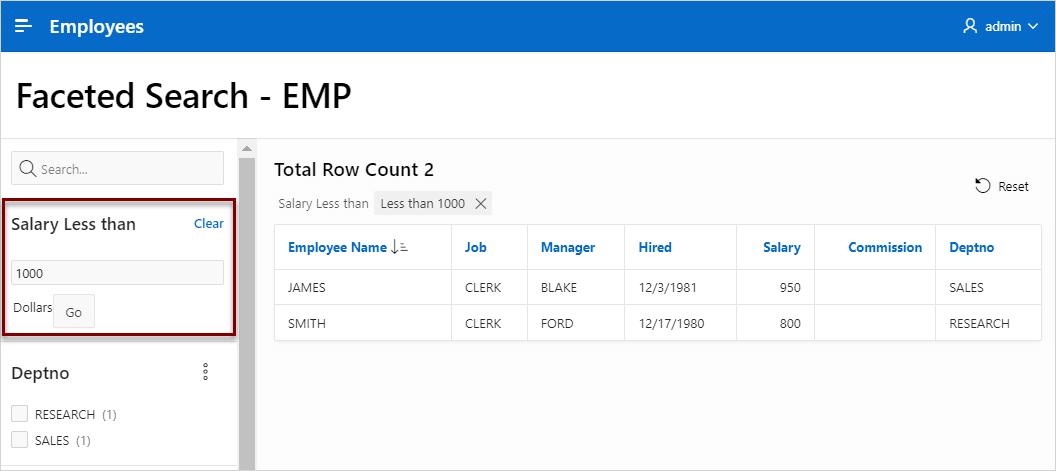 Employees
admin
Faceted Search - EMP
Search...
Salary Less than Clear
1000
Dollars Go
Deptno
RESEARCH (1)
SALES (1)
Total Row Count 2
Reset
Salary Less than Less than 1000
Employee Name Job Manager Hired Salary Commission Deptno
JAMES CLERK BLAKE 12/3/1981 950 SALES
SMITH CLERK FORD 12/17/1980 800 RESEARCH